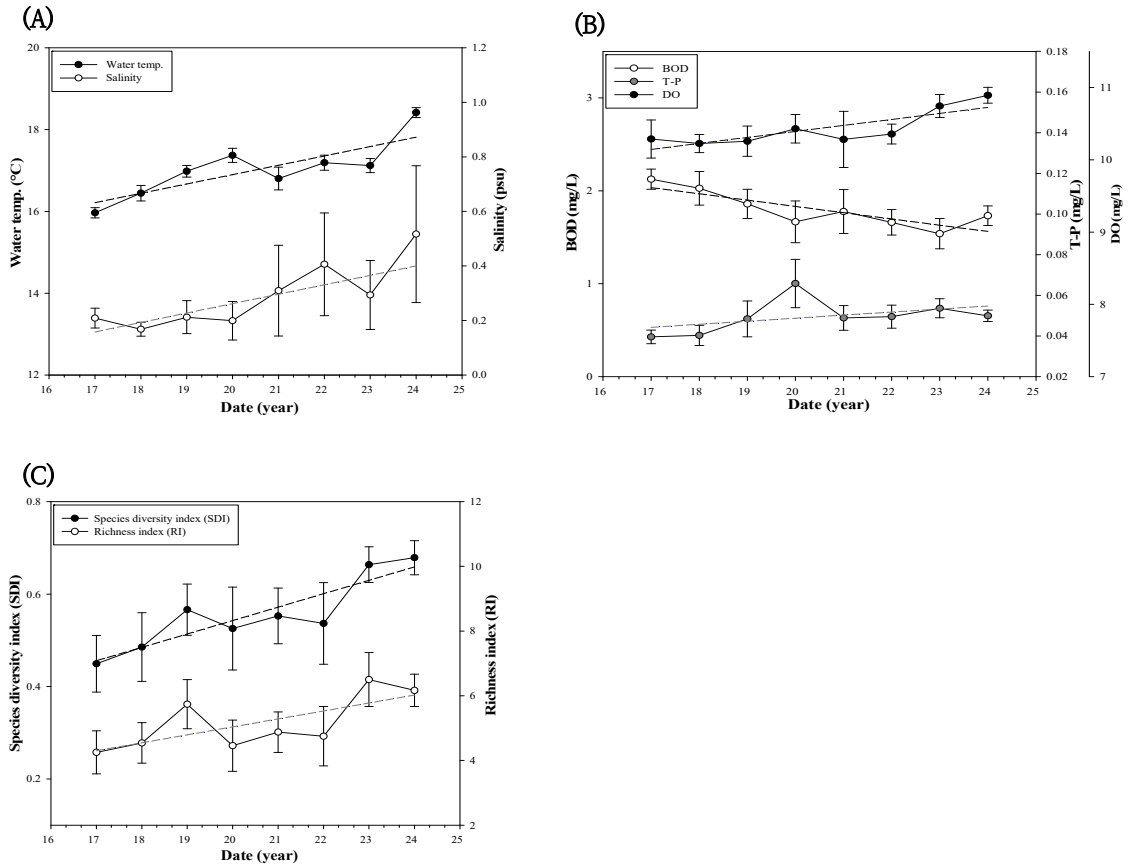 (A)
20
18
16
14
12
Water temp. (°C)
Water temp.
Salinity
1.2
1.0
0.8
0.6
0.4
0.2
0.0
Salinity (psu)
16 17 18 19 20 21 22 23 24 25
Date (year)
(B)
3
2
1
0
BOD (mg/L)
BOD
T-P
DO
0.18
0.16
0.14
0.12
0.10
0.08
0.06
0.04
0.02
T-P (mg/L)
11
10
9
8
7
DO(mg/L)
16 17 18 19 20 21 22 23 24 25
Date (year)
(C)
0.8
0.6
0.4
0.2
Species diversity index (SDI)
Species diversity index (SDI)
Richness index (RI)
12
10
8
6
4
2
Richness index (RI)
16 17 18 19 20 21 22 23 24 25
Date (year)